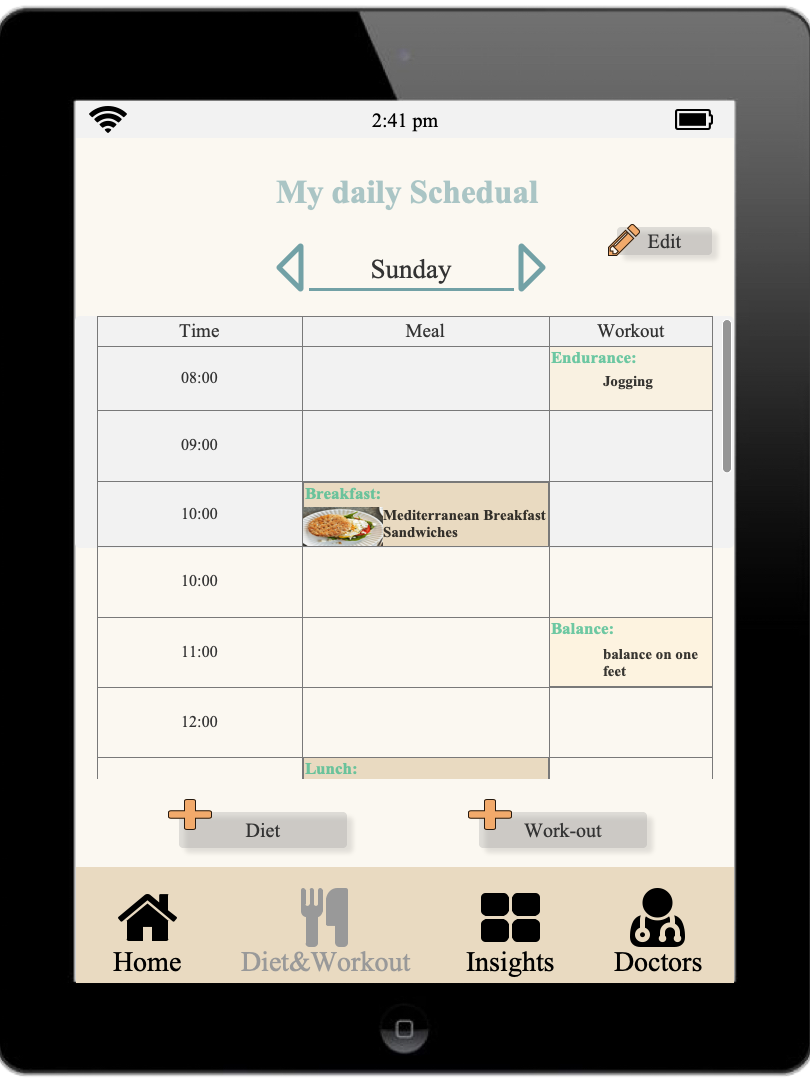 2:41 pm
My daily Schedual
Edit
Sunday
Time Meal Workout
Endurance:
08:00 Jogging
09:00
Breakfast:
10:00 Mediterranean Breakfast
Sandwiches
10:00
Balance:
11:00 balance on one
feet
12:00
Lunch:
Diet Work-out
Home Diet&Workout Insights Doctors